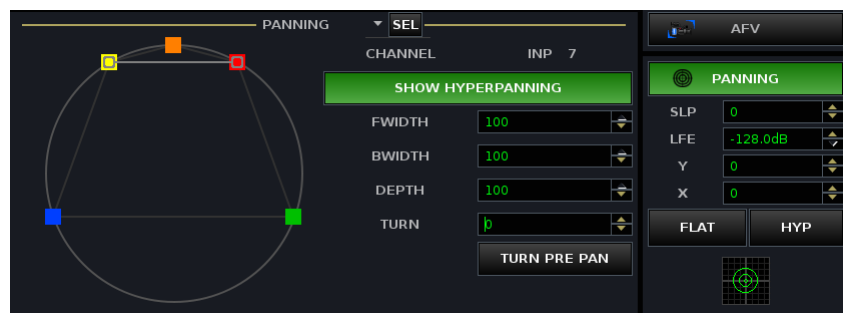 PANNING SEL
CHANNEL INP 7
SHOW HYPERPANNING
FWIDTH 100
BWIDTH 100
DEPTH 100
TURN 0
TURN PRE PAN
AFV
PANNING
SLP 0
LFE -128.0dB
Y 0
X 0
FLAT HYP